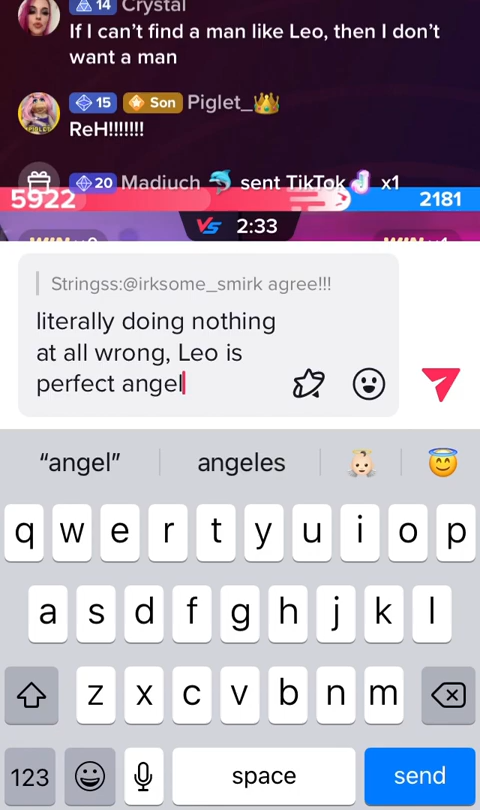 14 Crystal
If I can't find a man like Leo, then I don't
want a man
15 Son Piglet_👑
ReH!!!!!!!
20 Madiuch 🐬 sent TikTok x1
5922
2181
VS 2:33
Stringss:@irksome_smirk agree!!!
literally doing nothing
at all wrong, Leo is
perfect angel
"angel" angeles 👼🏻 😇
q w e r t y u i o p
a s d f g h j k l
z x c v b n m
123 space send